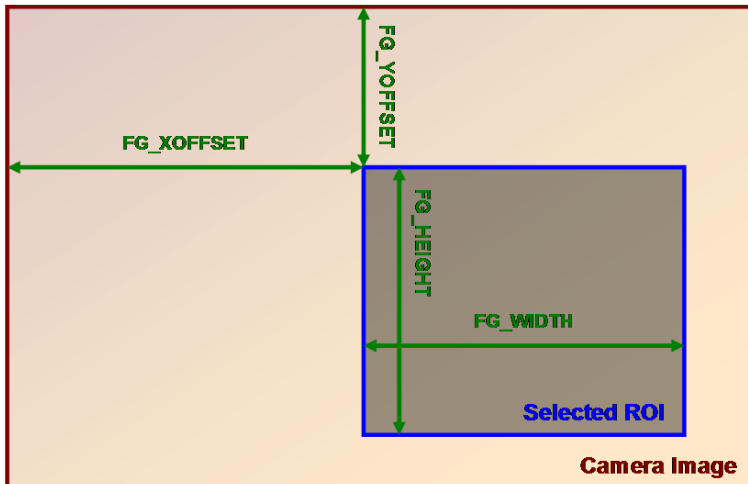 FG_YOFFSET
FG_XOFFSET
FG_HEIGHT
FG_WIDTH
Selected ROI
Camera Image